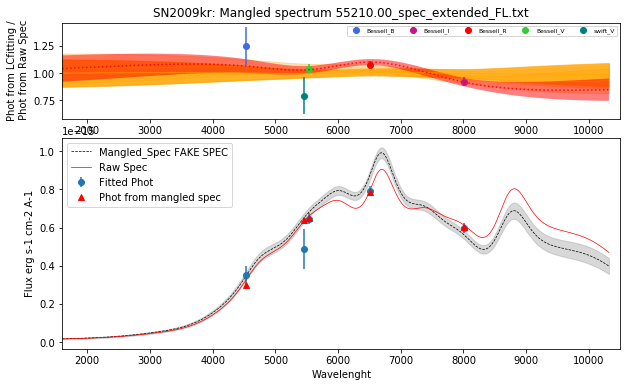 SN2009kr: Mangled spectrum 55210.00_spec_extended_FL.txt
Phot from LCfitting /
Phot from Raw Spec
1.25
1.00
0.75
Bessell_B
Bessell_i
Bessell_R
Bessell_V
swift_V
2000 3000 4000 5000 6000 7000 8000 9000 10000
1e−15
Mangled_Spec FAKE SPEC
Raw Spec
Fitted Phot
Phot from mangled spec
Flux erg s-1 cm-2 A-1
1.0
0.8
0.6
0.4
0.2
0.0
2000 3000 4000 5000 6000 7000 8000 9000 10000
Wavelenght